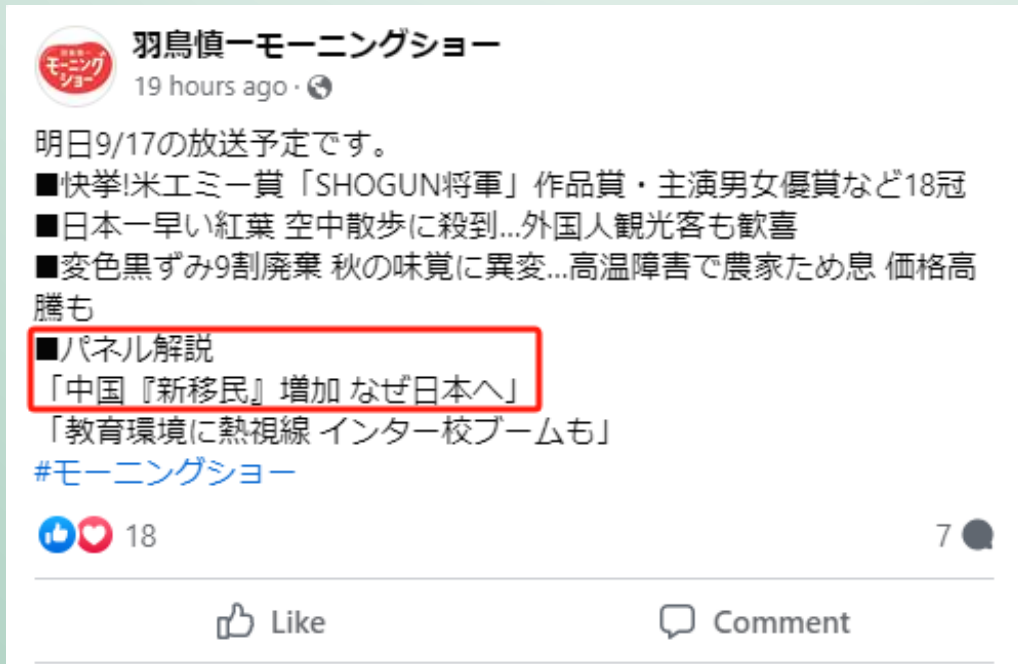 羽鳥慎一モーニングショー
19 hours ago ·
明日9/17の放送予定です。
■快挙!米エミー賞「SHOGUN将軍」作品賞・主演男女優賞など18冠
■日本一早い紅葉 空中散歩に殺到...外国人観光客も歓喜
■変色黒ずみ9割廃棄 秋の味覚に異変...高温障害で農家ため息 価格高
騰も
■パネル解説
「中国『新移民』増加 なぜ日本へ」
「教育環境に熱視線 インター校ブームも」
#モーニングショー
18
7
Like
Comment
モーニング
ショー